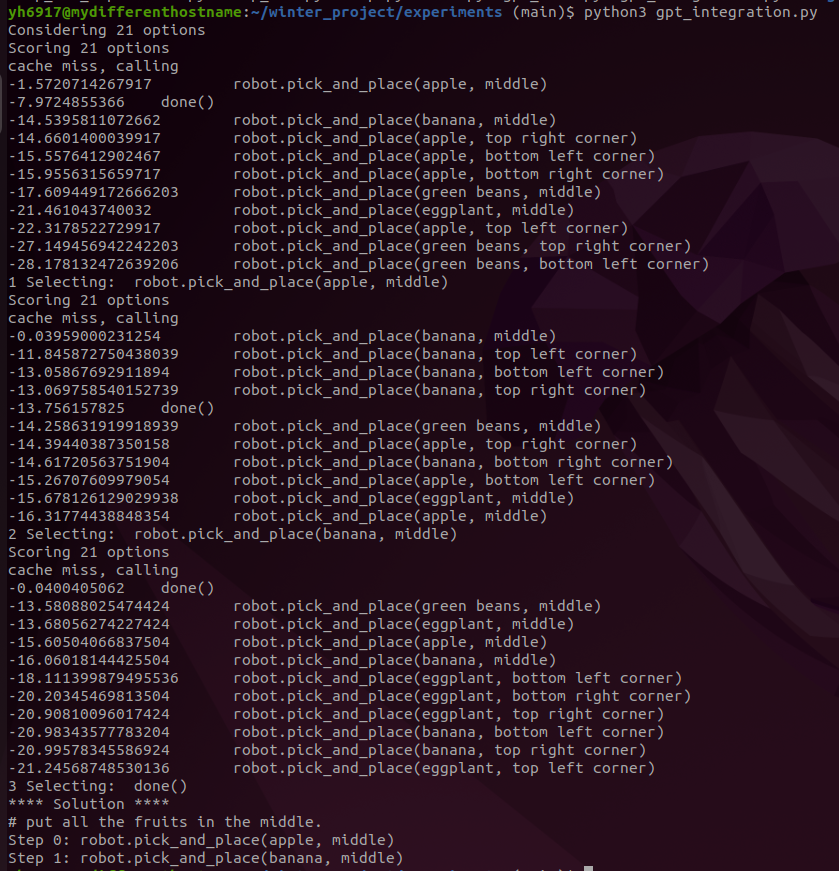 yh6917@mydifferenthostname:~/winter_project/experiments (main)$ python3 gpt_integration.py
Considering 21 options
Scoring 21 options
cache miss, calling
-1.5720714267917 robot.pick_and_place(apple, middle)
-7.9724855366 done()
-14.5395811072662 robot.pick_and_place(banana, middle)
-14.6601400039917 robot.pick_and_place(apple, top right corner)
-15.5576412902467 robot.pick_and_place(apple, bottom left corner)
-15.9556315659717 robot.pick_and_place(apple, bottom right corner)
-17.609449172666203 robot.pick_and_place(green beans, middle)
-21.461043740032 robot.pick_and_place(eggplant, middle)
-22.3178522729917 robot.pick_and_place(apple, top left corner)
-27.149456942242203 robot.pick_and_place(green beans, top right corner)
-28.178132472639206 robot.pick_and_place(green beans, bottom left corner)
1 Selecting: robot.pick_and_place(apple, middle)
Scoring 21 options
cache miss, calling
-0.03959000231254 robot.pick_and_place(banana, middle)
-11.845872750438039 robot.pick_and_place(banana, top left corner)
-13.05867692911894 robot.pick_and_place(banana, bottom left corner)
-13.069758540152739 robot.pick_and_place(banana, top right corner)
-13.756157825 done()
-14.258631919918939 robot.pick_and_place(green beans, middle)
-14.39440387350158 robot.pick_and_place(apple, top right corner)
-14.61720563751904 robot.pick_and_place(banana, bottom right corner)
-15.26707609979054 robot.pick_and_place(apple, bottom left corner)
-15.678126129029938 robot.pick_and_place(eggplant, middle)
-16.31774438848354 robot.pick_and_place(apple, middle)
2 Selecting: robot.pick_and_place(banana, middle)
Scoring 21 options
cache miss, calling
-0.0400405062 done()
-13.58088025474424 robot.pick_and_place(green beans, middle)
-13.68056274227424 robot.pick_and_place(eggplant, middle)
-15.60504066837504 robot.pick_and_place(apple, middle)
-16.06018144425504 robot.pick_and_place(banana, middle)
-18.111399879495536 robot.pick_and_place(eggplant, bottom left corner)
-20.20345469813504 robot.pick_and_place(eggplant, bottom right corner)
-20.90810096017424 robot.pick_and_place(eggplant, top right corner)
-20.98343577783204 robot.pick_and_place(banana, bottom left corner)
-20.99578345586924 robot.pick_and_place(banana, top right corner)
-21.24568748530136 robot.pick_and_place(eggplant, top left corner)
3 Selecting: done()
**** Solution ****
# put all the fruits in the middle.
Step 0: robot.pick_and_place(apple, middle)
Step 1: robot.pick_and_place(banana, middle)